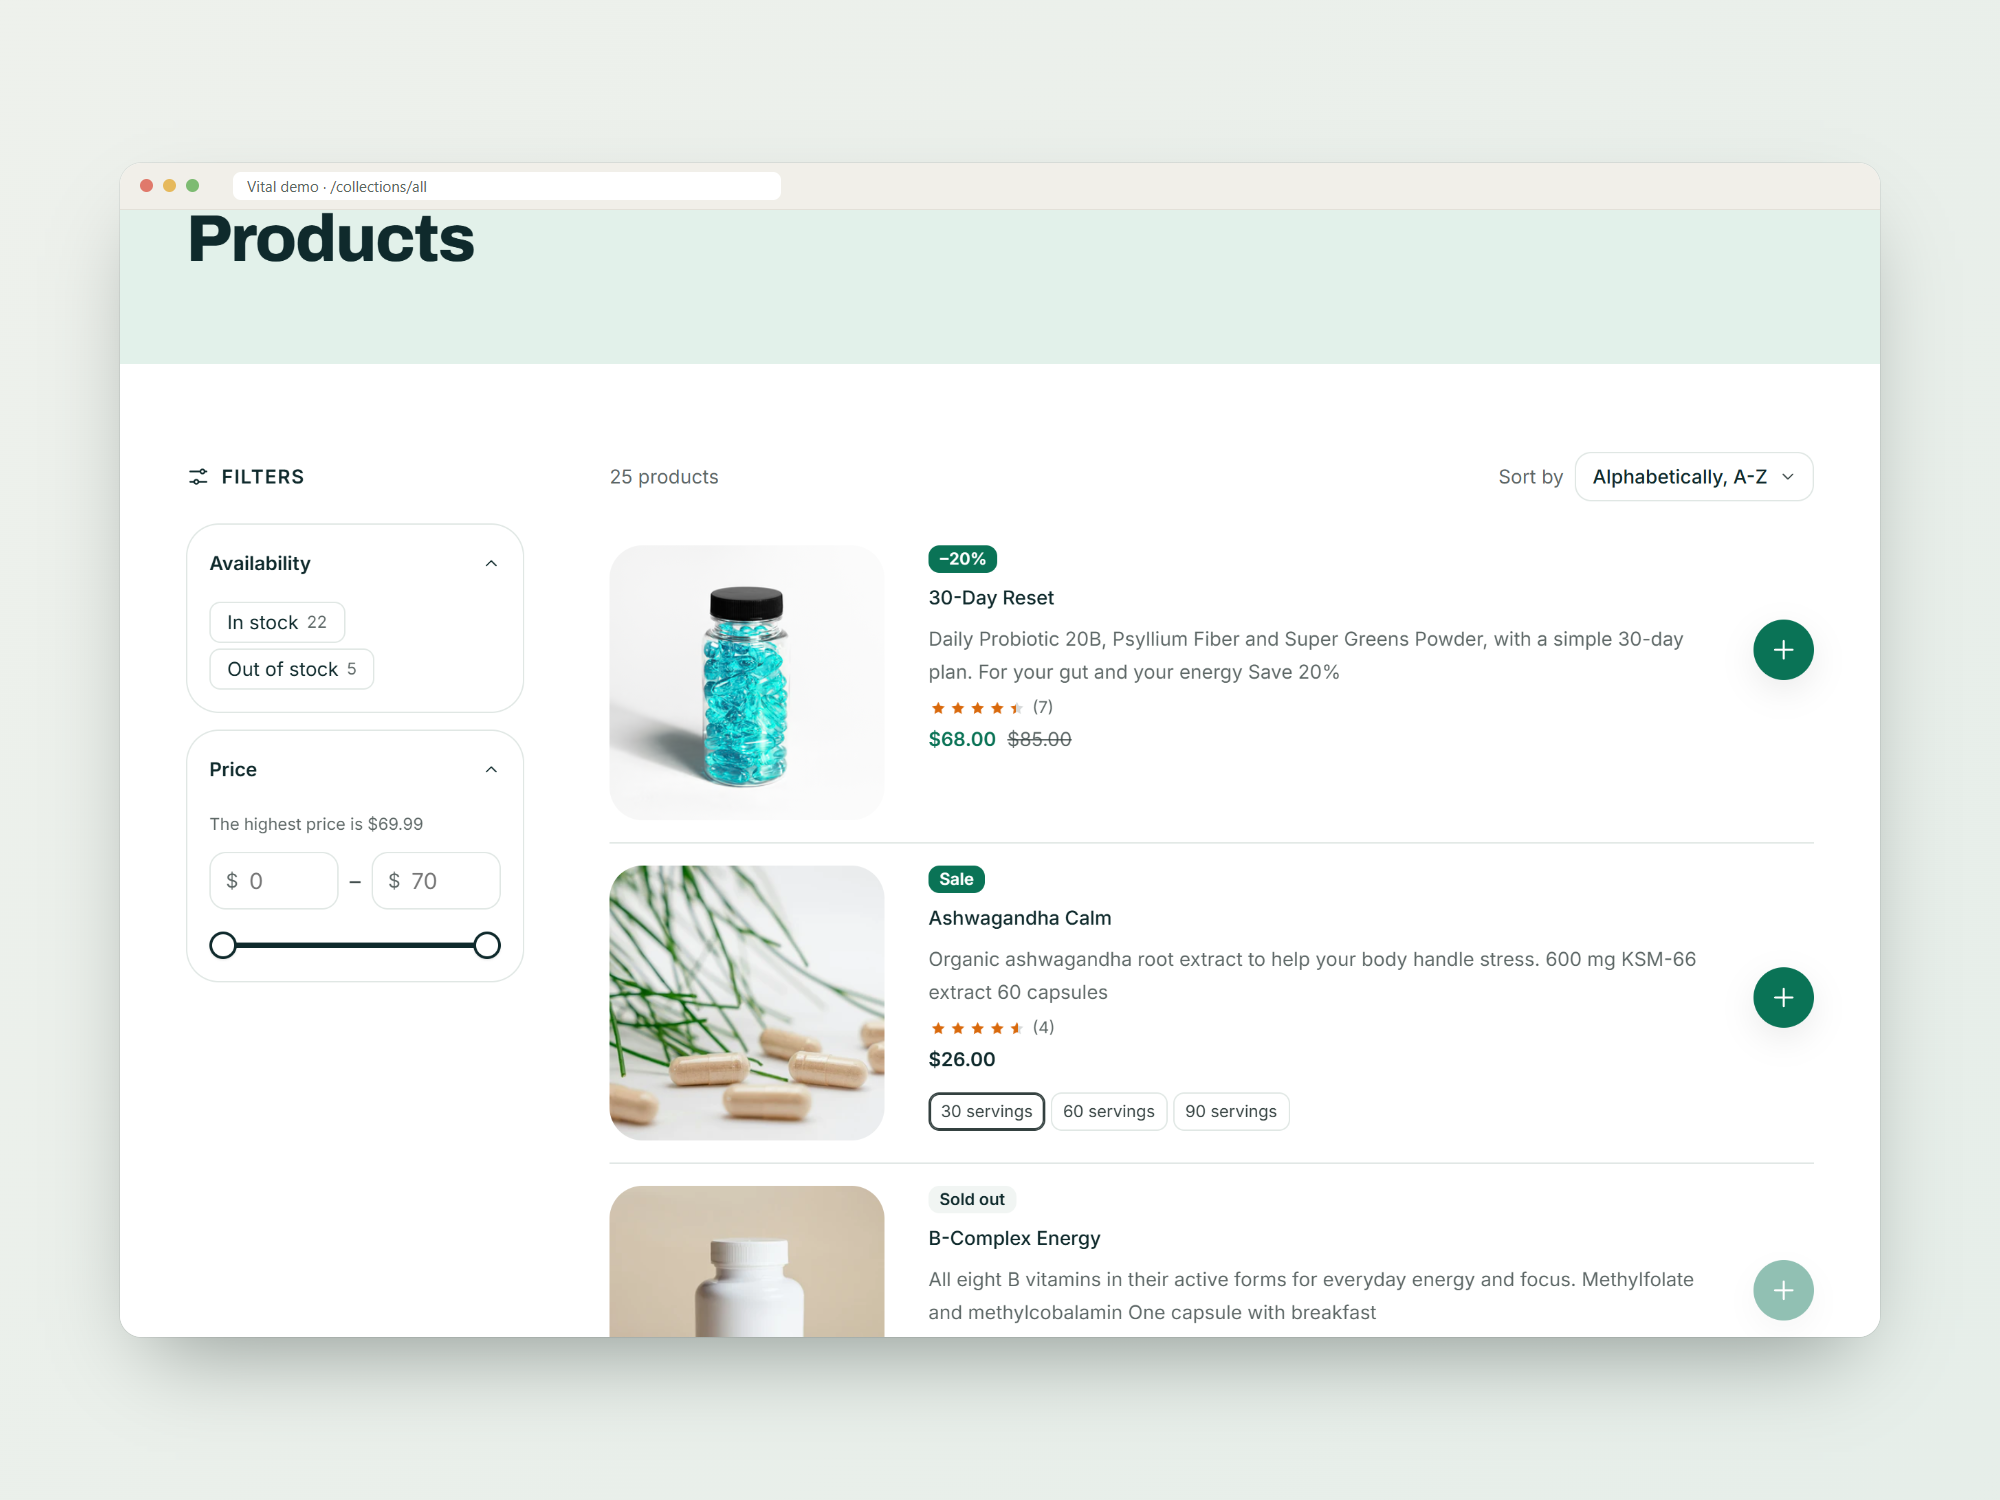 Vital demo · /collections/all
Products
FILTERS
Availability
In stock 22
Out of stock 5
Price
The highest price is $69.99
$ 0 – $ 70
25 products
Sort by Alphabetically, A-Z
−20%
30-Day Reset
Daily Probiotic 20B, Psyllium Fiber and Super Greens Powder, with a simple 30-day
plan. For your gut and your energy Save 20%
(7)
$68.00 $85.00
Sale
Ashwagandha Calm
Organic ashwagandha root extract to help your body handle stress. 600 mg KSM-66
extract 60 capsules
(4)
$26.00
30 servings 60 servings 90 servings
Sold out
B-Complex Energy
All eight B vitamins in their active forms for everyday energy and focus. Methylfolate
and methylcobalamin One capsule with breakfast